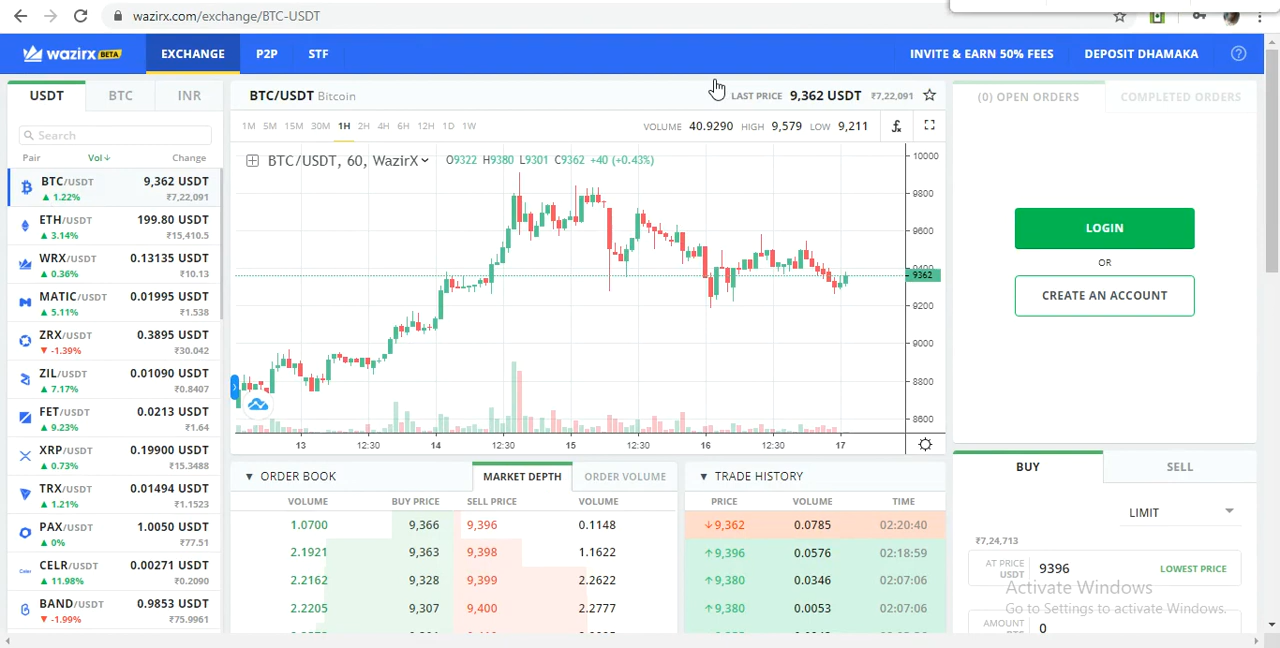 wazirx.com/exchange/BTC-USDT
wazirx BETA EXCHANGE P2P STF INVITE & EARN 50% FEES DEPOSIT DHAMAKA ?
USDT BTC INR
Search
Pair Vol↓ Change
BTC/USDT 9,362 USDT
▲ 1.22% ₹7,22,091
ETH/USDT 199.80 USDT
▲ 3.14% ₹15,410.5
WRX/USDT 0.13135 USDT
▲ 0.36% ₹10.13
MATIC/USDT 0.01995 USDT
▲ 5.11% ₹1.538
ZRX/USDT 0.3895 USDT
▼ -1.39% ₹30.042
ZIL/USDT 0.01090 USDT
▲ 7.17% ₹0.8407
FET/USDT 0.0213 USDT
▲ 9.23% ₹1.64
XRP/USDT 0.19900 USDT
▲ 0.73% ₹15.3488
TRX/USDT 0.01494 USDT
▲ 1.21% ₹1.1523
PAX/USDT 1.0050 USDT
▲ 0% ₹77.51
CELR/USDT 0.00271 USDT
▲ 11.98% ₹0.2090
BAND/USDT 0.9853 USDT
▼ -1.99% ₹75.9961
BTC/USDT Bitcoin LAST PRICE 9,362 USDT ₹7,22,091
1M 5M 15M 30M 1H 2H 4H 6H 12H 1D 1W VOLUME 40.9290 HIGH 9,579 LOW 9,211
BTC/USDT, 60, WazirX O9322 H9380 L9301 C9362 +40 (+0.43%)
10000
9800
9600
9400
9362
9200
9000
8800
8600
13 12:30 14 12:30 15 12:30 16 12:30 17
▼ ORDER BOOK MARKET DEPTH ORDER VOLUME
VOLUME BUY PRICE SELL PRICE VOLUME
1.0700 9,366 9,396 0.1148
2.1921 9,363 9,398 1.1622
2.2162 9,328 9,399 2.2622
2.2205 9,307 9,400 2.2777
▼ TRADE HISTORY
PRICE VOLUME TIME
↓9,362 0.0785 02:20:40
↑9,396 0.0576 02:18:59
↑9,380 0.0346 02:07:06
↑9,380 0.0053 02:07:06
(0) OPEN ORDERS COMPLETED ORDERS
LOGIN
OR
CREATE AN ACCOUNT
BUY SELL
LIMIT
₹7,24,713
AT PRICE
USDT 9396 LOWEST PRICE
Activate Windows
Go to Settings to activate Windows.
AMOUNT
0